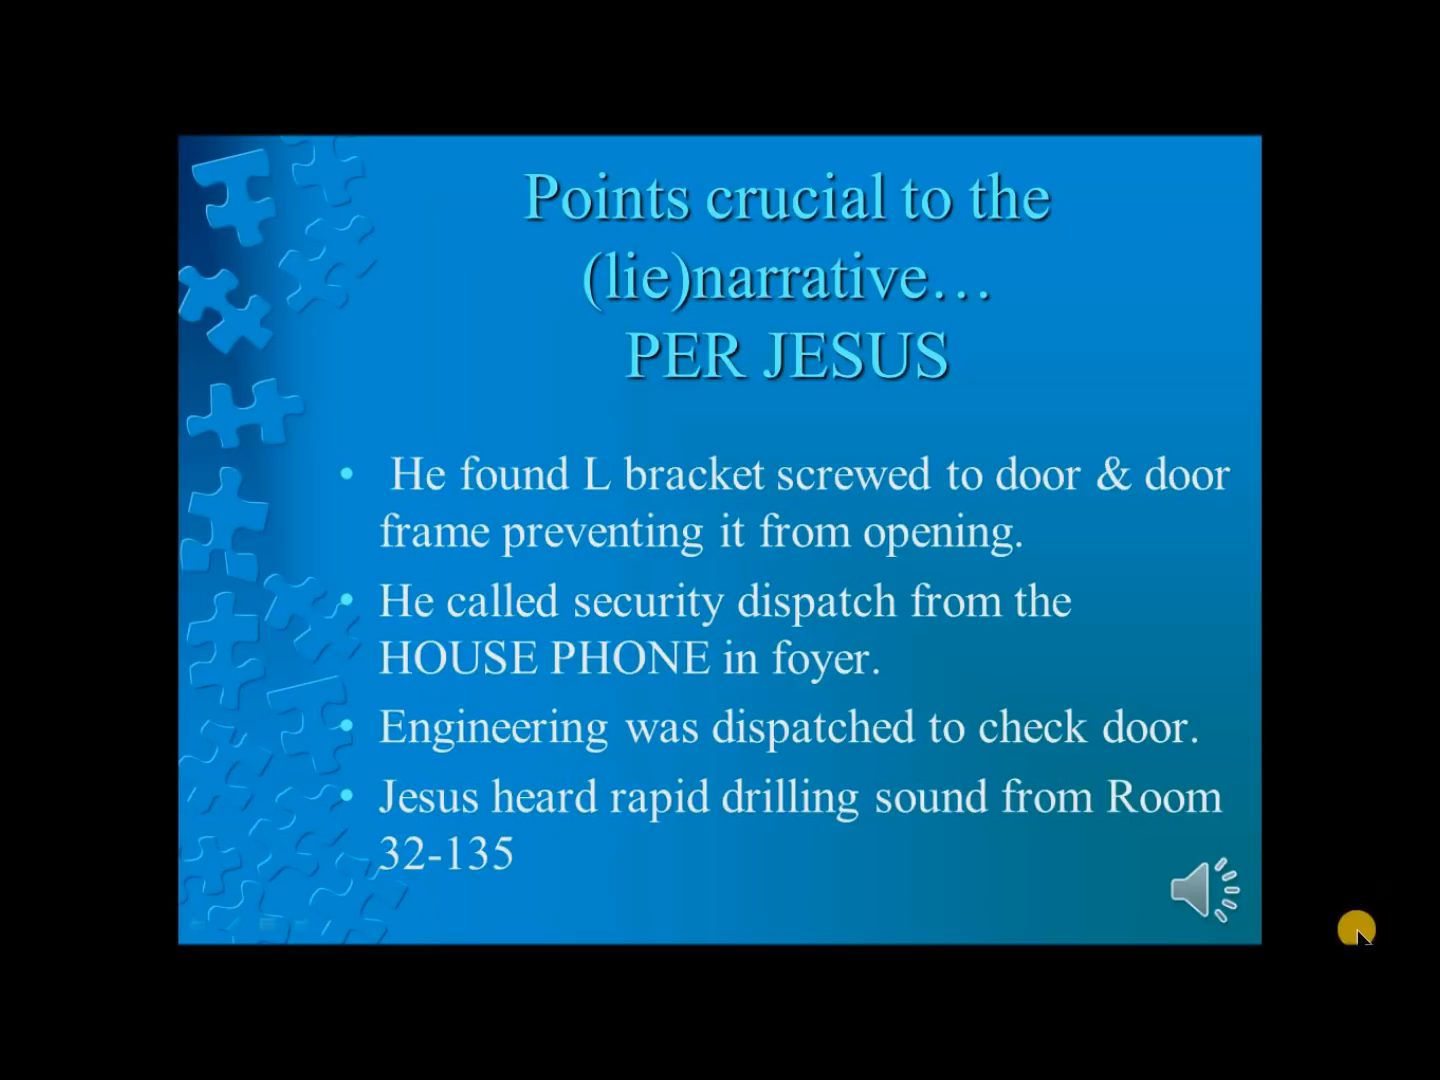 Points crucial to the
(lie)narrative…
PER JESUS
• He found L bracket screwed to door & door
frame preventing it from opening.
• He called security dispatch from the
HOUSE PHONE in foyer.
• Engineering was dispatched to check door.
• Jesus heard rapid drilling sound from Room
32-135